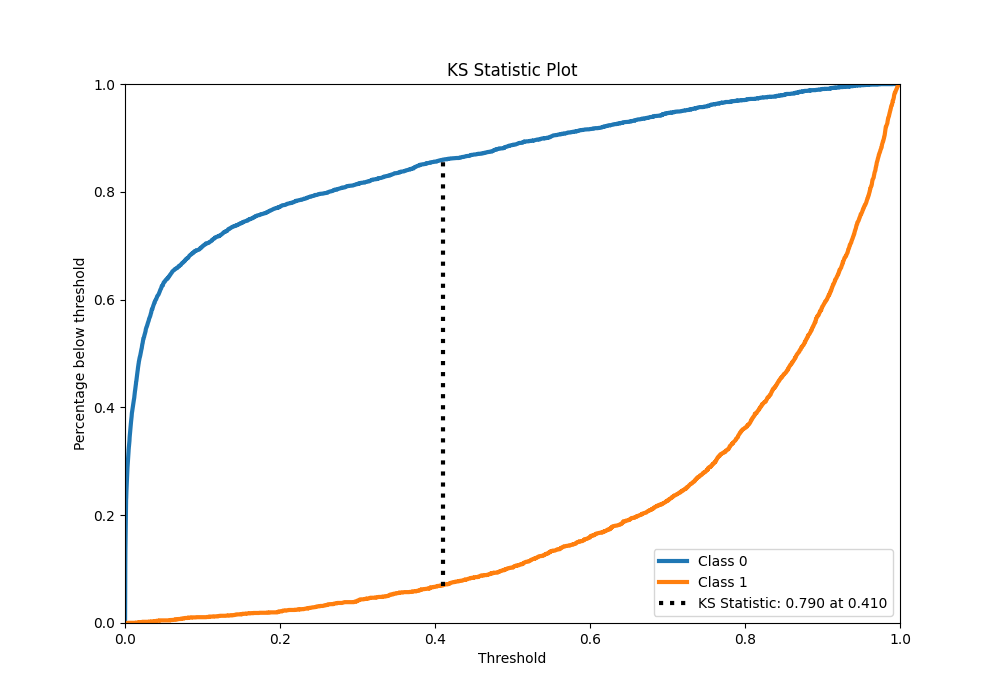 KS Statistic Plot
1.0
0.8
0.6
0.4
0.2
0.0
Percentage below threshold
0.0 0.2 0.4 0.6 0.8 1.0
Threshold
Class 0
Class 1
KS Statistic: 0.790 at 0.410